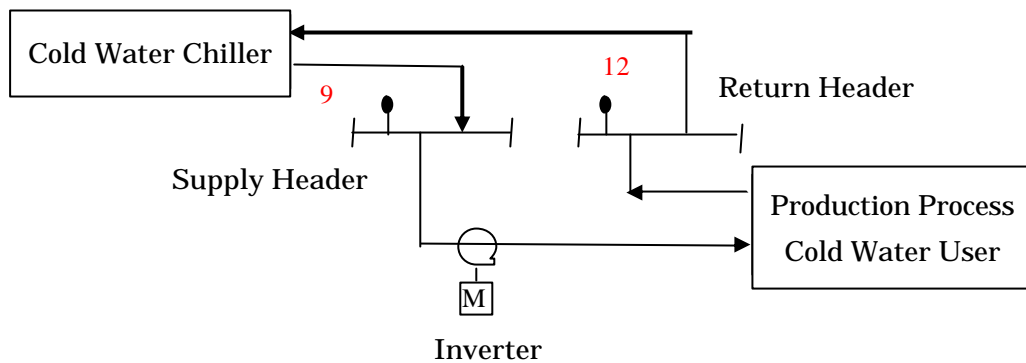 Cold Water Chiller
9
12
Return Header
Supply Header
Production Process
Cold Water User
M
Inverter